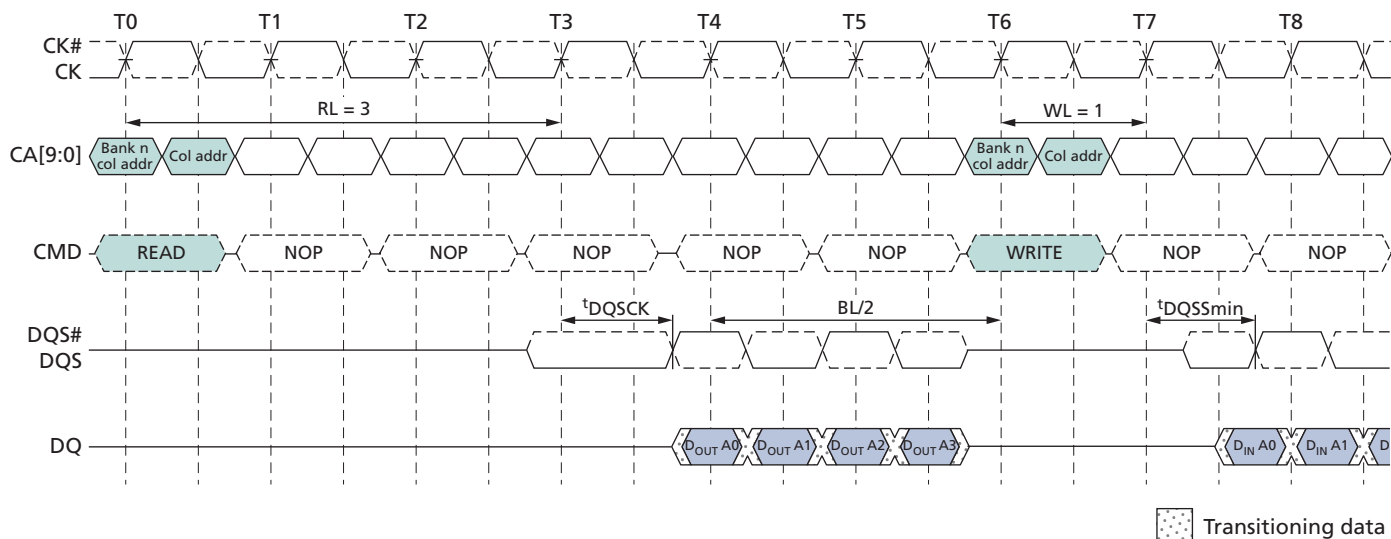 T0 T1 T2 T3 T4 T5 T6 T7 T8
CK#
CK
RL = 3 WL = 1
CA[9:0] Bank n col addr Col addr Bank n col addr Col addr
CMD READ NOP NOP NOP NOP NOP WRITE NOP NOP
tDQSCK BL/2 tDQSSmin
DQS#
DQS
DQ DOUT A0 DOUT A1 DOUT A2 DOUT A3 DIN A0 DIN A1 D
Transitioning data